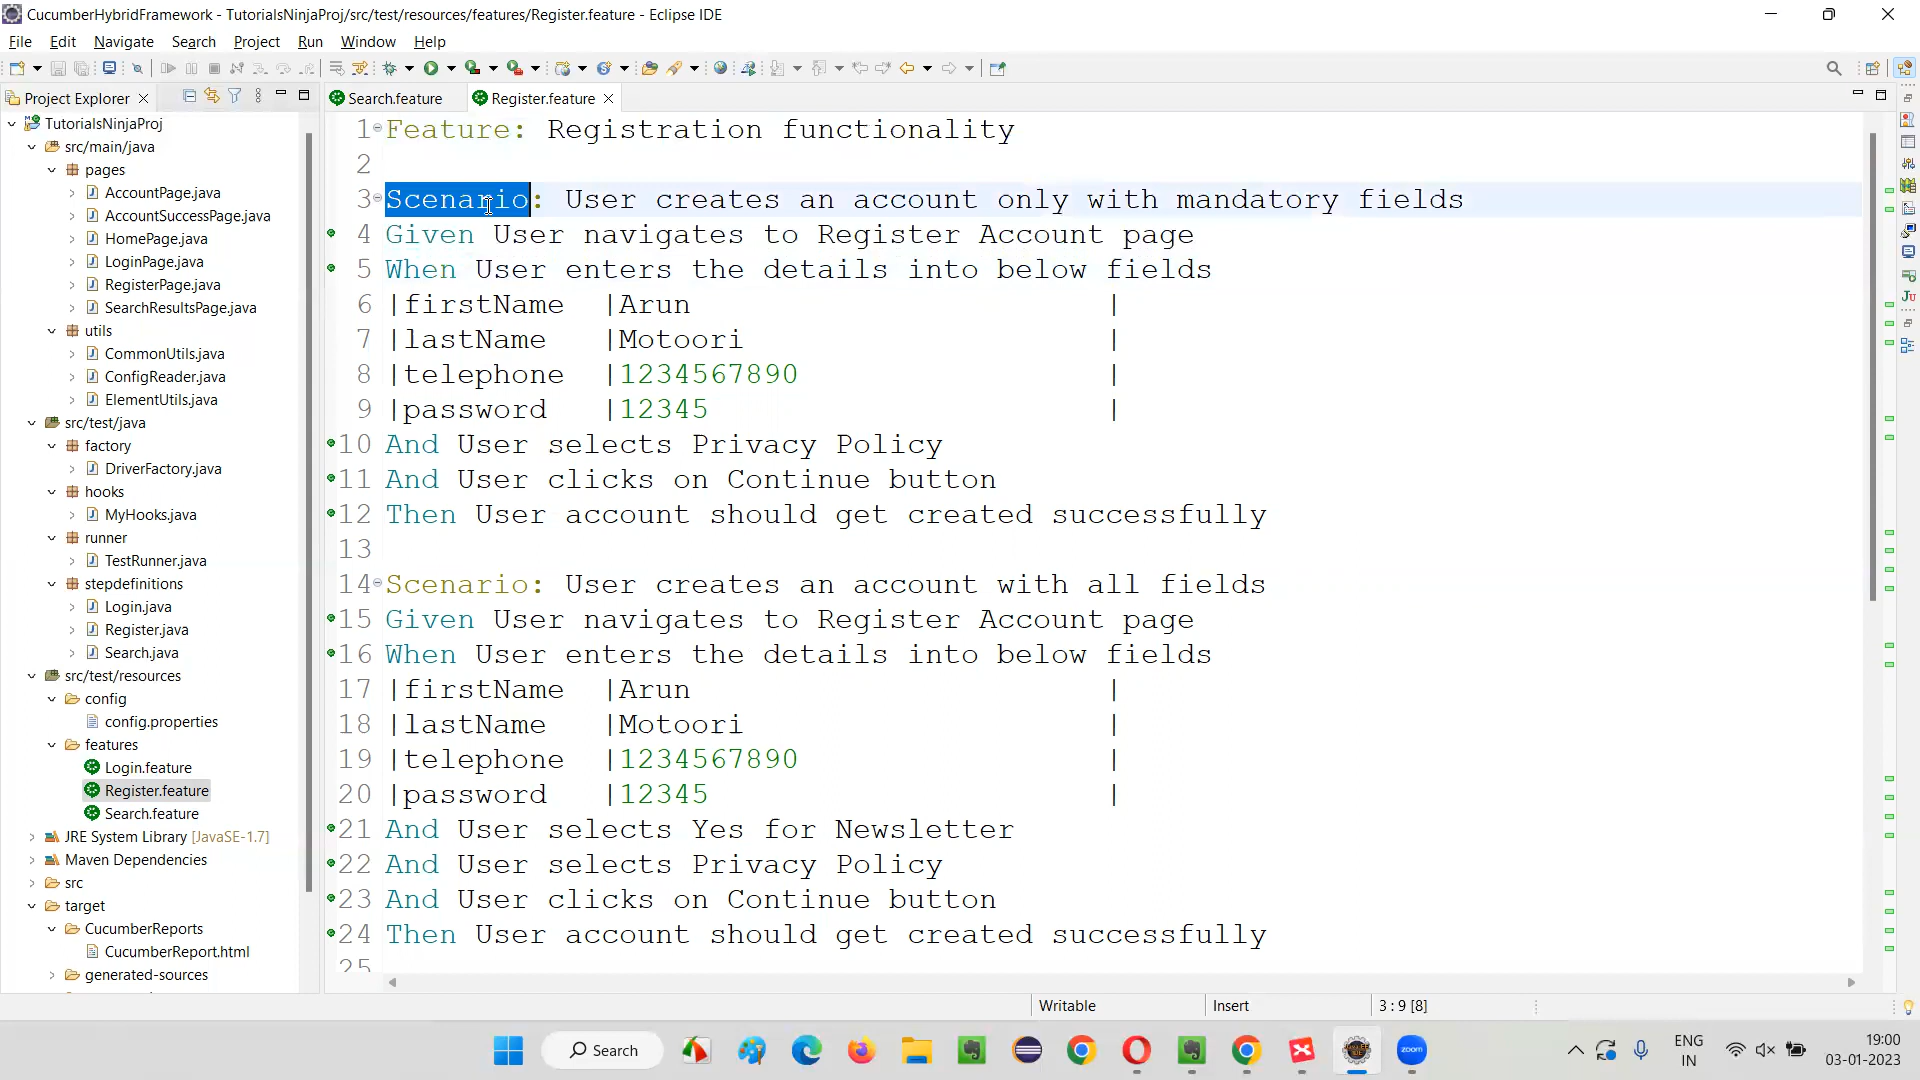 CucumberHybridFramework - TutorialsNinjaProj/src/test/resources/features/Register.feature - Eclipse IDE
File Edit Navigate Search Project Run Window Help
Project Explorer
Search.feature
Register.feature
TutorialsNinjaProj
src/main/java
pages
AccountPage.java
AccountSuccessPage.java
HomePage.java
LoginPage.java
RegisterPage.java
SearchResultsPage.java
utils
CommonUtils.java
ConfigReader.java
ElementUtils.java
src/test/java
factory
DriverFactory.java
hooks
MyHooks.java
runner
TestRunner.java
stepdefinitions
Login.java
Register.java
Search.java
src/test/resources
config
config.properties
features
Login.feature
Register.feature
Search.feature
JRE System Library [JavaSE-1.7]
Maven Dependencies
src
target
CucumberReports
CucumberReport.html
generated-sources
1 Feature: Registration functionality
2
3 Scenario: User creates an account only with mandatory fields
4 Given User navigates to Register Account page
5 When User enters the details into below fields
6 |firstName |Arun |
7 |lastName |Motoori |
8 |telephone |1234567890 |
9 |password |12345 |
10 And User selects Privacy Policy
11 And User clicks on Continue button
12 Then User account should get created successfully
13
14 Scenario: User creates an account with all fields
15 Given User navigates to Register Account page
16 When User enters the details into below fields
17 |firstName |Arun |
18 |lastName |Motoori |
19 |telephone |1234567890 |
20 |password |12345 |
21 And User selects Yes for Newsletter
22 And User selects Privacy Policy
23 And User clicks on Continue button
24 Then User account should get created successfully
25
Writable Insert 3 : 9 [8]
Search
zoom
ENG
IN
19:00
03-01-2023